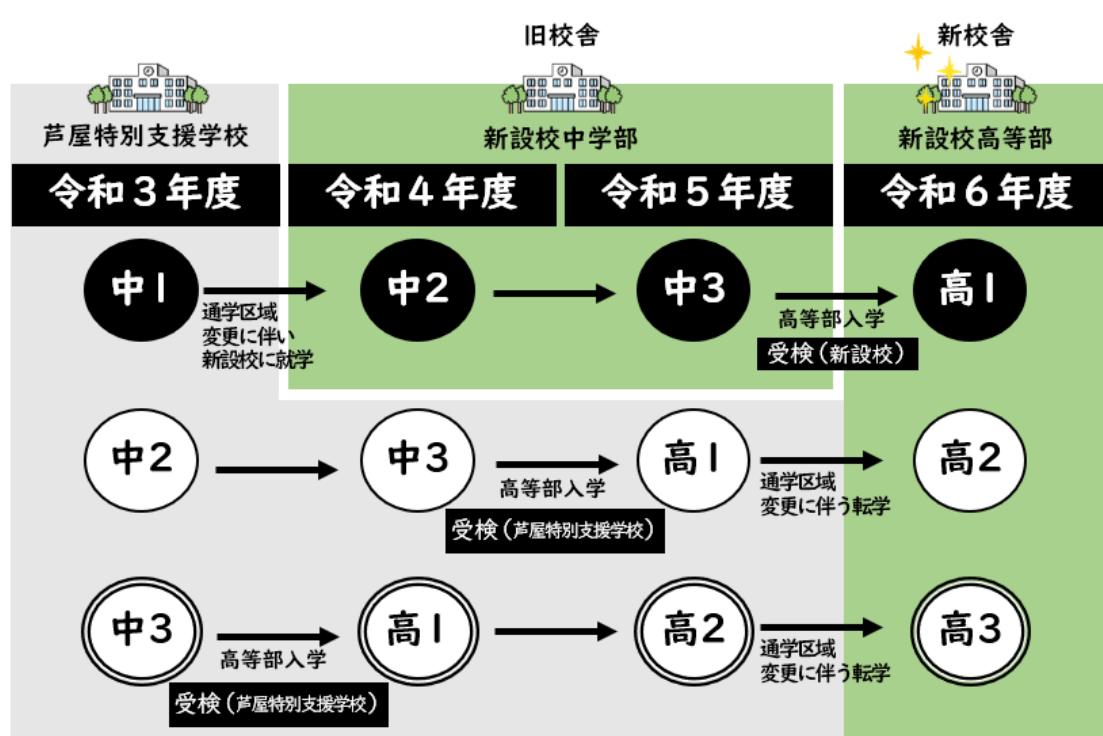 旧校舎
新校舎
芦屋特別支援学校
新設校中学部
新設校高等部
令和3年度
令和4年度
令和5年度
令和6年度
中1
通学区域
変更に伴い
新設校に就学
中2
中3
高等部入学
受検(新設校)
高1
中2
中3
高等部入学
受検(芦屋特別支援学校)
高1
通学区域
変更に伴う転学
高2
中3
高等部入学
受検(芦屋特別支援学校)
高1
高2
通学区域
変更に伴う転学
高3